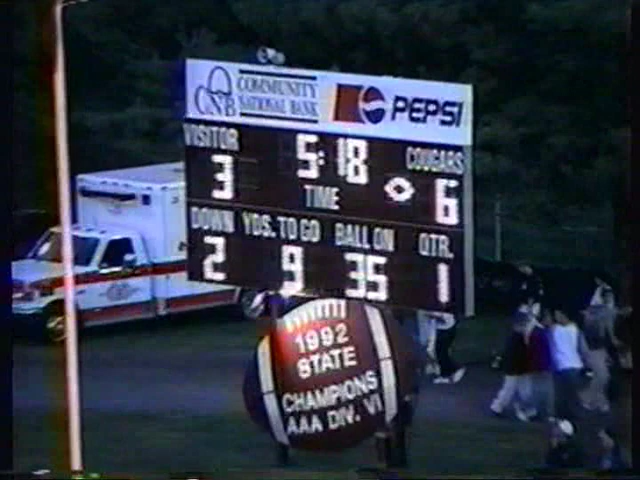 CNB
COMMUNITY
NATIONAL BANK
PEPSI
VISITOR 5:18 COUGARS
3 TIME 6
DOWN YDS. TO GO BALL ON QTR.
2 9 35 1
1992
STATE
CHAMPIONS
AAA DIV. VI